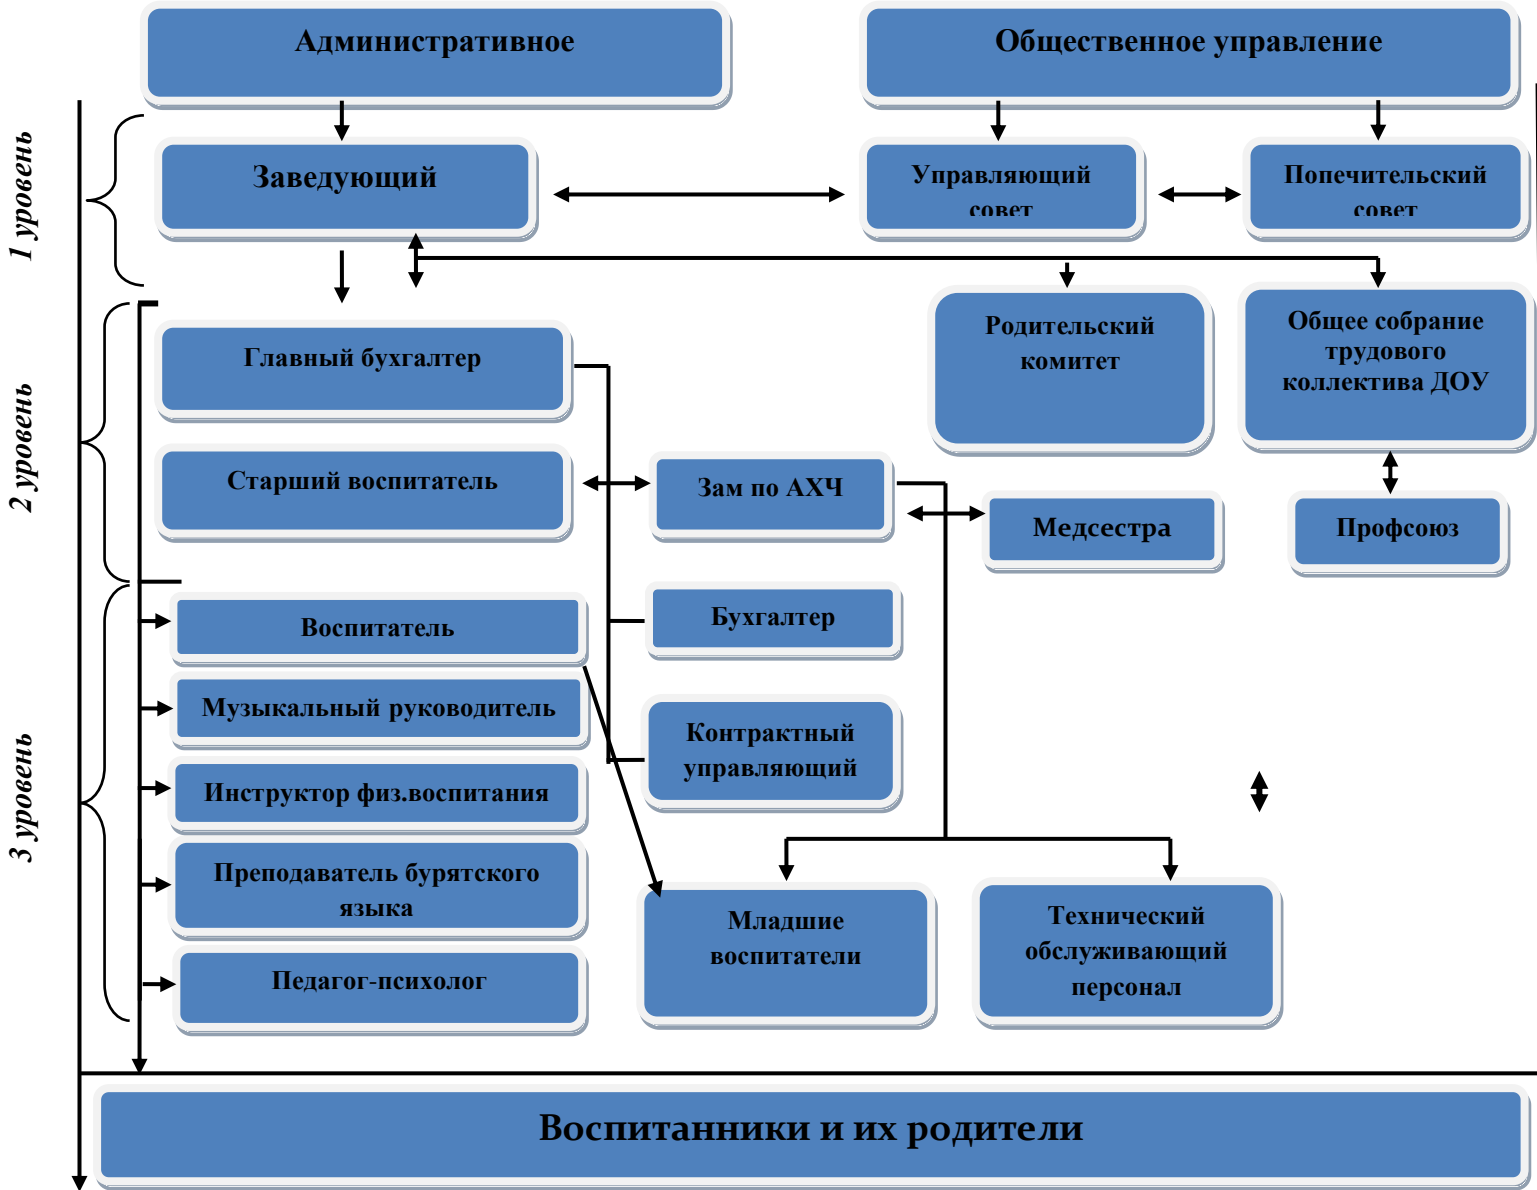 Административное
Общественное управление
1 уровень
Заведующий
Управляющий
совет
Попечительский
совет
2 уровень
Главный бухгалтер
Родительский
комитет
Общее собрание
трудового
коллектива ДОУ
Старший воспитатель
Зам по АХЧ
Медсестра
Профсоюз
3 уровень
Воспитатель
Бухгалтер
Музыкальный руководитель
Контрактный
управляющий
Инструктор физ.воспитания
Преподаватель бурятского
языка
Младшие
воспитатели
Технический
обслуживающий
персонал
Педагог-психолог
Воспитанники и их родители